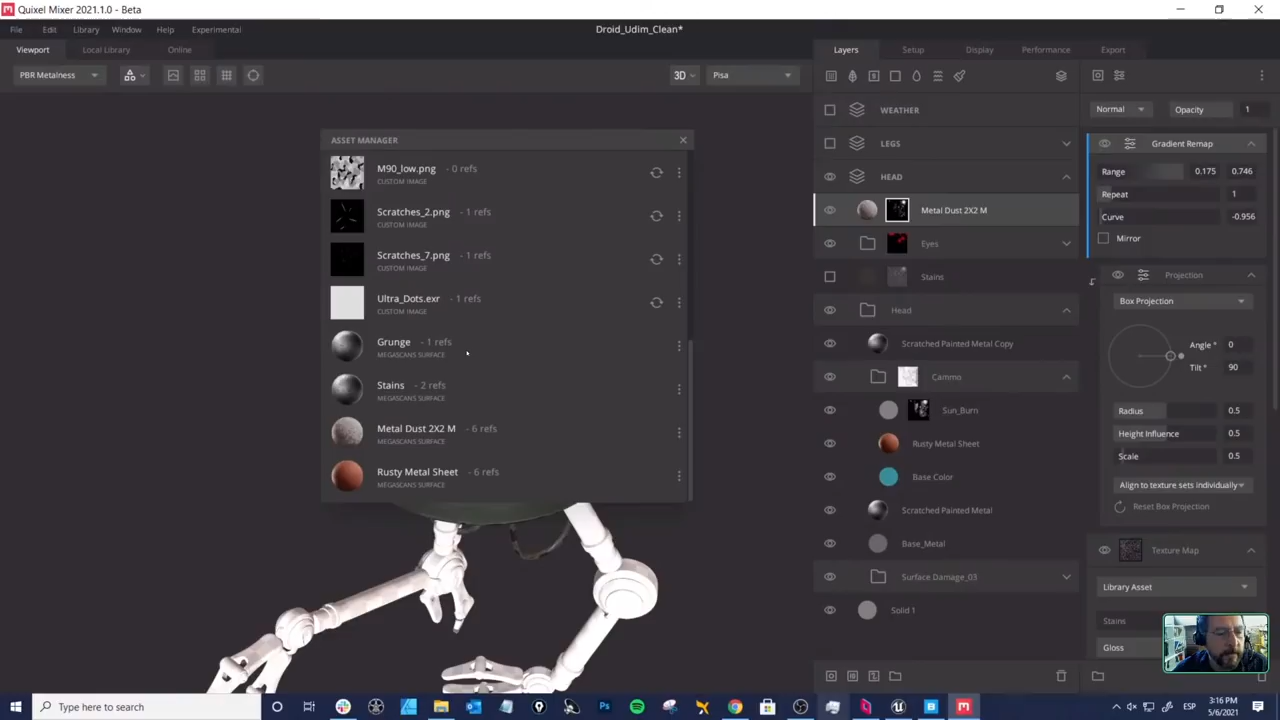 Quixel Mixer 2021.1.0 - Beta
File Edit Library Window Help Experimental
Droid_Udim_Clean*
Viewport Local Library Online
Layers Setup Display Performance Export
PBR Metalness
3D Pisa
Normal Opacity 1
WEATHER
LEGS
HEAD
Metal Dust 2X2 M
Eyes
Stains
Head
Scratched Painted Metal Copy
Cammo
Sun_Burn
Rusty Metal Sheet
Base Color
Scratched Painted Metal
Base_Metal
Surface Damage_03
Solid 1
ASSET MANAGER
M90_low.png - 0 refs
CUSTOM IMAGE
Scratches_2.png - 1 refs
CUSTOM IMAGE
Scratches_7.png - 1 refs
CUSTOM IMAGE
Ultra_Dots.exr - 1 refs
CUSTOM IMAGE
Grunge - 1 refs
MEGASCANS SURFACE
Stains - 2 refs
MEGASCANS SURFACE
Metal Dust 2X2 M - 6 refs
MEGASCANS SURFACE
Rusty Metal Sheet - 6 refs
MEGASCANS SURFACE
Gradient Remap
Range 0.175 0.746
Repeat 1
Curve -0.956
Mirror
Projection
Box Projection
Angle ° 0
Tilt ° 90
Radius 0.5
Height Influence 0.5
Scale 0.5
Align to texture sets individually
Reset Box Projection
Texture Map
Library Asset
Stains
Gloss
Type here to search
ESP
3:16 PM
5/6/2021